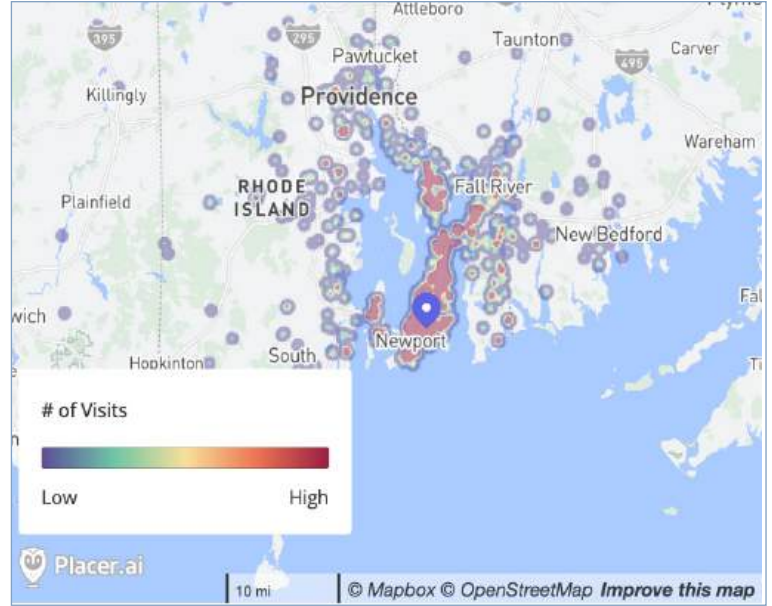 Attleboro
395
295
Taunton
Carver
495
Pawtucket
Killingly
Providence
Wareham
RHODE
ISLAND
Fall River
Plainfield
New Bedford
wich
Fal
Newport
Hopkinton
South
# of Visits
Low
High
Placer.ai
10 mi
© Mapbox © OpenStreetMap Improve this map